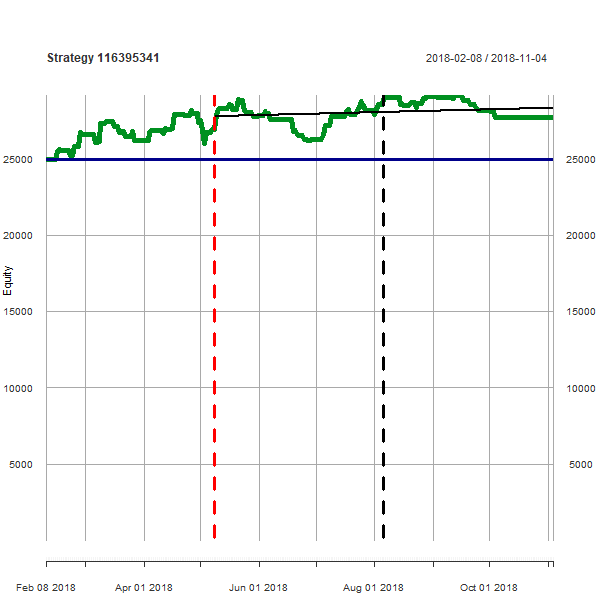 Strategy 116395341
2018-02-08 / 2018-11-04
25000
25000
20000
20000
Equity
15000
15000
10000
10000
5000
5000
Feb 08 2018
Apr 01 2018
Jun 01 2018
Aug 01 2018
Oct 01 2018